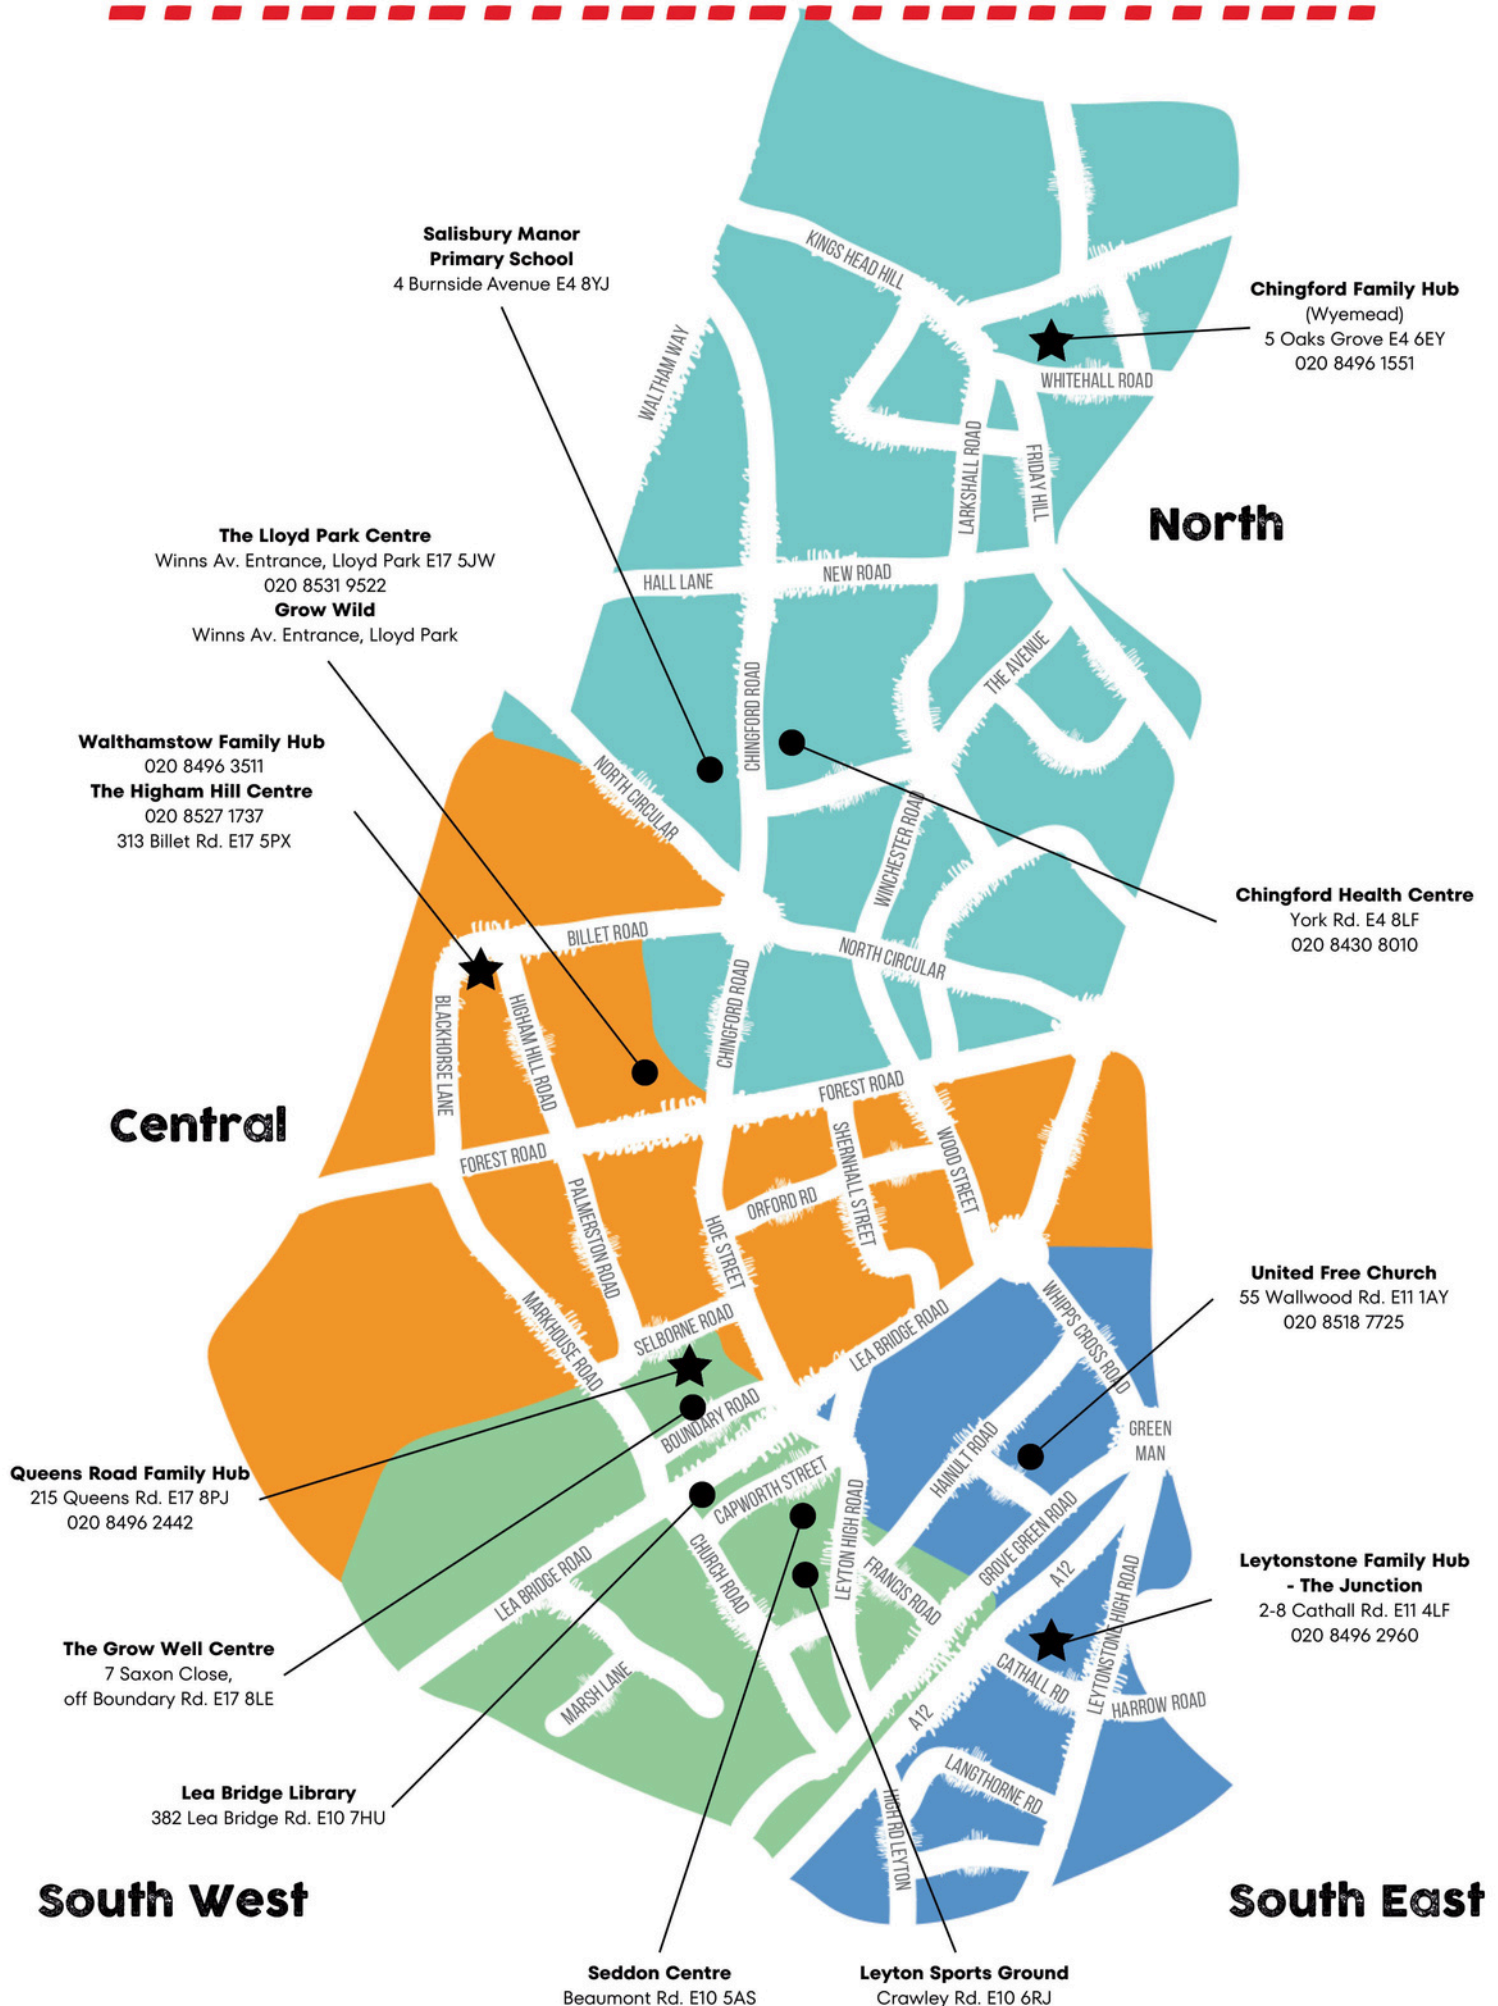 KINGS HEAD HILL
Salisbury Manor
Primary School
4 Burnside Avenue E4 8YJ
Chingford Family Hub
(Wyemead)
5 Oaks Grove E4 6EY
020 8496 1551
WALTHAM WAY
WHITEHALL ROAD
LARKSHALL ROAD
FRIDAY HILL
North
The Lloyd Park Centre
Winns Av. Entrance, Lloyd Park E17 5JW
020 8531 9522
Grow Wild
Winns Av. Entrance, Lloyd Park
HALL LANE
NEW ROAD
THE AVENUE
CHINGFORD ROAD
Walthamstow Family Hub
020 8496 3511
The Higham Hill Centre
020 8527 1737
313 Billet Rd. E17 5PX
NORTH CIRCULAR
WINCHESTER ROAD
Chingford Health Centre
York Rd. E4 8LF
020 8430 8010
BILLET ROAD
NORTH CIRCULAR
CHINGFORD ROAD
BLACKHORSE LANE
HIGHAM HILL ROAD
Central
FOREST ROAD
FOREST ROAD
SHERNHALL STREET
WOOD STREET
PALMERSTON ROAD
ORFORD RD
HOE STREET
United Free Church
55 Wallwood Rd. E11 1AY
020 8518 7725
MARKHOUSE ROAD
SELBORNE ROAD
LEA BRIDGE ROAD
WHIPPS CROSS ROAD
BOUNDARY ROAD
GREEN
MAN
Queens Road Family Hub
215 Queens Rd. E17 8PJ
020 8496 2442
CAPWORTH STREET
HAINULT ROAD
LEYTON HIGH ROAD
GROVE GREEN ROAD
CHURCH ROAD
FRANCIS ROAD
A12
LEA BRIDGE ROAD
LEYTONSTONE HIGH ROAD
Leytonstone Family Hub
- The Junction
2-8 Cathall Rd. E11 4LF
020 8496 2960
The Grow Well Centre
7 Saxon Close,
off Boundary Rd. E17 8LE
MARSH LANE
CATHALL RD
HARROW ROAD
A12
Lea Bridge Library
382 Lea Bridge Rd. E10 7HU
LANGTHORNE RD
HIGH RD LEYTON
South West
South East
Seddon Centre
Beaumont Rd. E10 5AS
Leyton Sports Ground
Crawley Rd. E10 6RJ